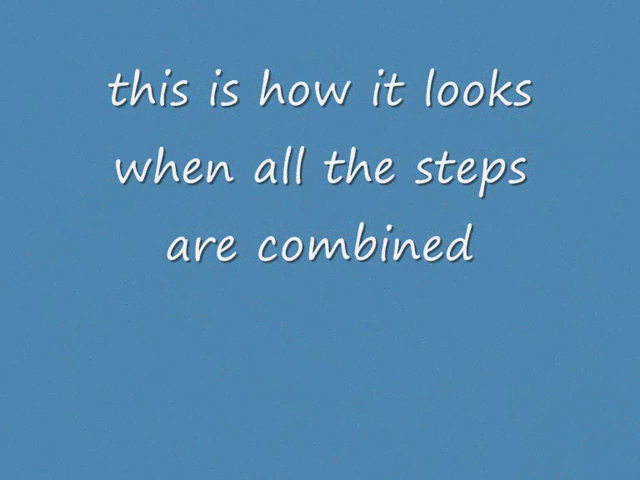 this is how it looks
when all the steps
are combined